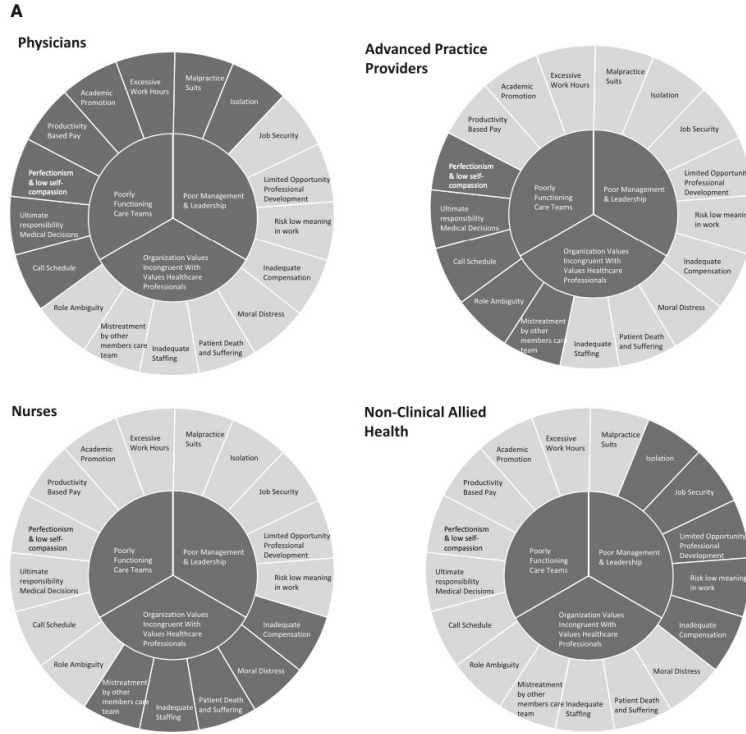 A
Physicians
Malpractice
Suits
Isolation
Job Security
Limited Opportunity
Professional
Development
Risk low meaning
in work
Inadequate
Compensation
Moral Distress
Patient Death
and Suffering
Inadequate
Staffing
Mistreatment
by other
members care
team
Role Ambiguity
Call Schedule
Ultimate
responsibility
Medical Decisions
Perfectionism
& low self-
compassion
Productivity
Based Pay
Academic
Promotion
Excessive
Work Hours
Poorly
Functioning
Care Teams
Poor Management
& Leadership
Organization Values
Incongruent With
Values Healthcare
Professionals
Advanced Practice
Providers
Malpractice
Suits
Isolation
Job Security
Limited Opportunity
Professional
Development
Risk low meaning
in work
Inadequate
Compensation
Moral Distress
Patient Death
and Suffering
Inadequate
Staffing
Mistreatment
by other
members care
team
Role Ambiguity
Call Schedule
Ultimate
responsibility
Medical Decisions
Perfectionism
& low self-
compassion
Productivity
Based Pay
Academic
Promotion
Excessive
Work Hours
Poorly
Functioning
Care Teams
Poor Management
& Leadership
Organization Values
Incongruent With
Values Healthcare
Professionals
Nurses
Malpractice
Suits
Isolation
Job Security
Limited Opportunity
Professional
Development
Risk low meaning
in work
Inadequate
Compensation
Moral Distress
Patient Death
and Suffering
Inadequate
Staffing
Mistreatment
by other
members care
team
Role Ambiguity
Call Schedule
Ultimate
responsibility
Medical Decisions
Perfectionism
& low self-
compassion
Productivity
Based Pay
Academic
Promotion
Excessive
Work Hours
Poorly
Functioning
Care Teams
Poor Management
& Leadership
Organization Values
Incongruent With
Values Healthcare
Professionals
Non-Clinical Allied
Health
Malpractice
Suits
Isolation
Job Security
Limited Opportunity
Professional
Development
Risk low meaning
in work
Inadequate
Compensation
Moral Distress
Patient Death
and Suffering
Inadequate
Staffing
Mistreatment
by other
members care
team
Role Ambiguity
Call Schedule
Ultimate
responsibility
Medical Decisions
Perfectionism
& low self-
compassion
Productivity
Based Pay
Academic
Promotion
Excessive
Work Hours
Poorly
Functioning
Care Teams
Poor Management
& Leadership
Organization Values
Incongruent With
Values Healthcare
Professionals